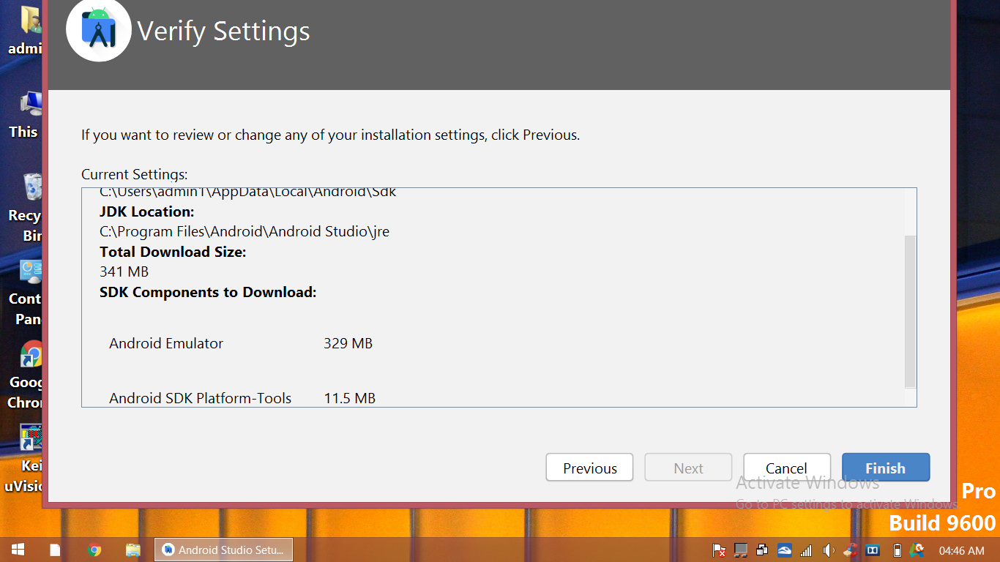 Verify Settings
If you want to review or change any of your installation settings, click Previous.
Current Settings:
C:\Users\admin1\AppData\Local\Android\Sdk
JDK Location:
C:\Program Files\Android\Android Studio\jre
Total Download Size:
341 MB
SDK Components to Download:
Android Emulator 329 MB
Android SDK Platform-Tools 11.5 MB
Previous Next Cancel Finish
Activate Windows
Go to PC settings to activate Windows
Pro
Build 9600
admi
This
Recy
Bin
Cont
Pan
Goog
Chro
Kei
uVisio
Android Studio Setu...
04:46 AM